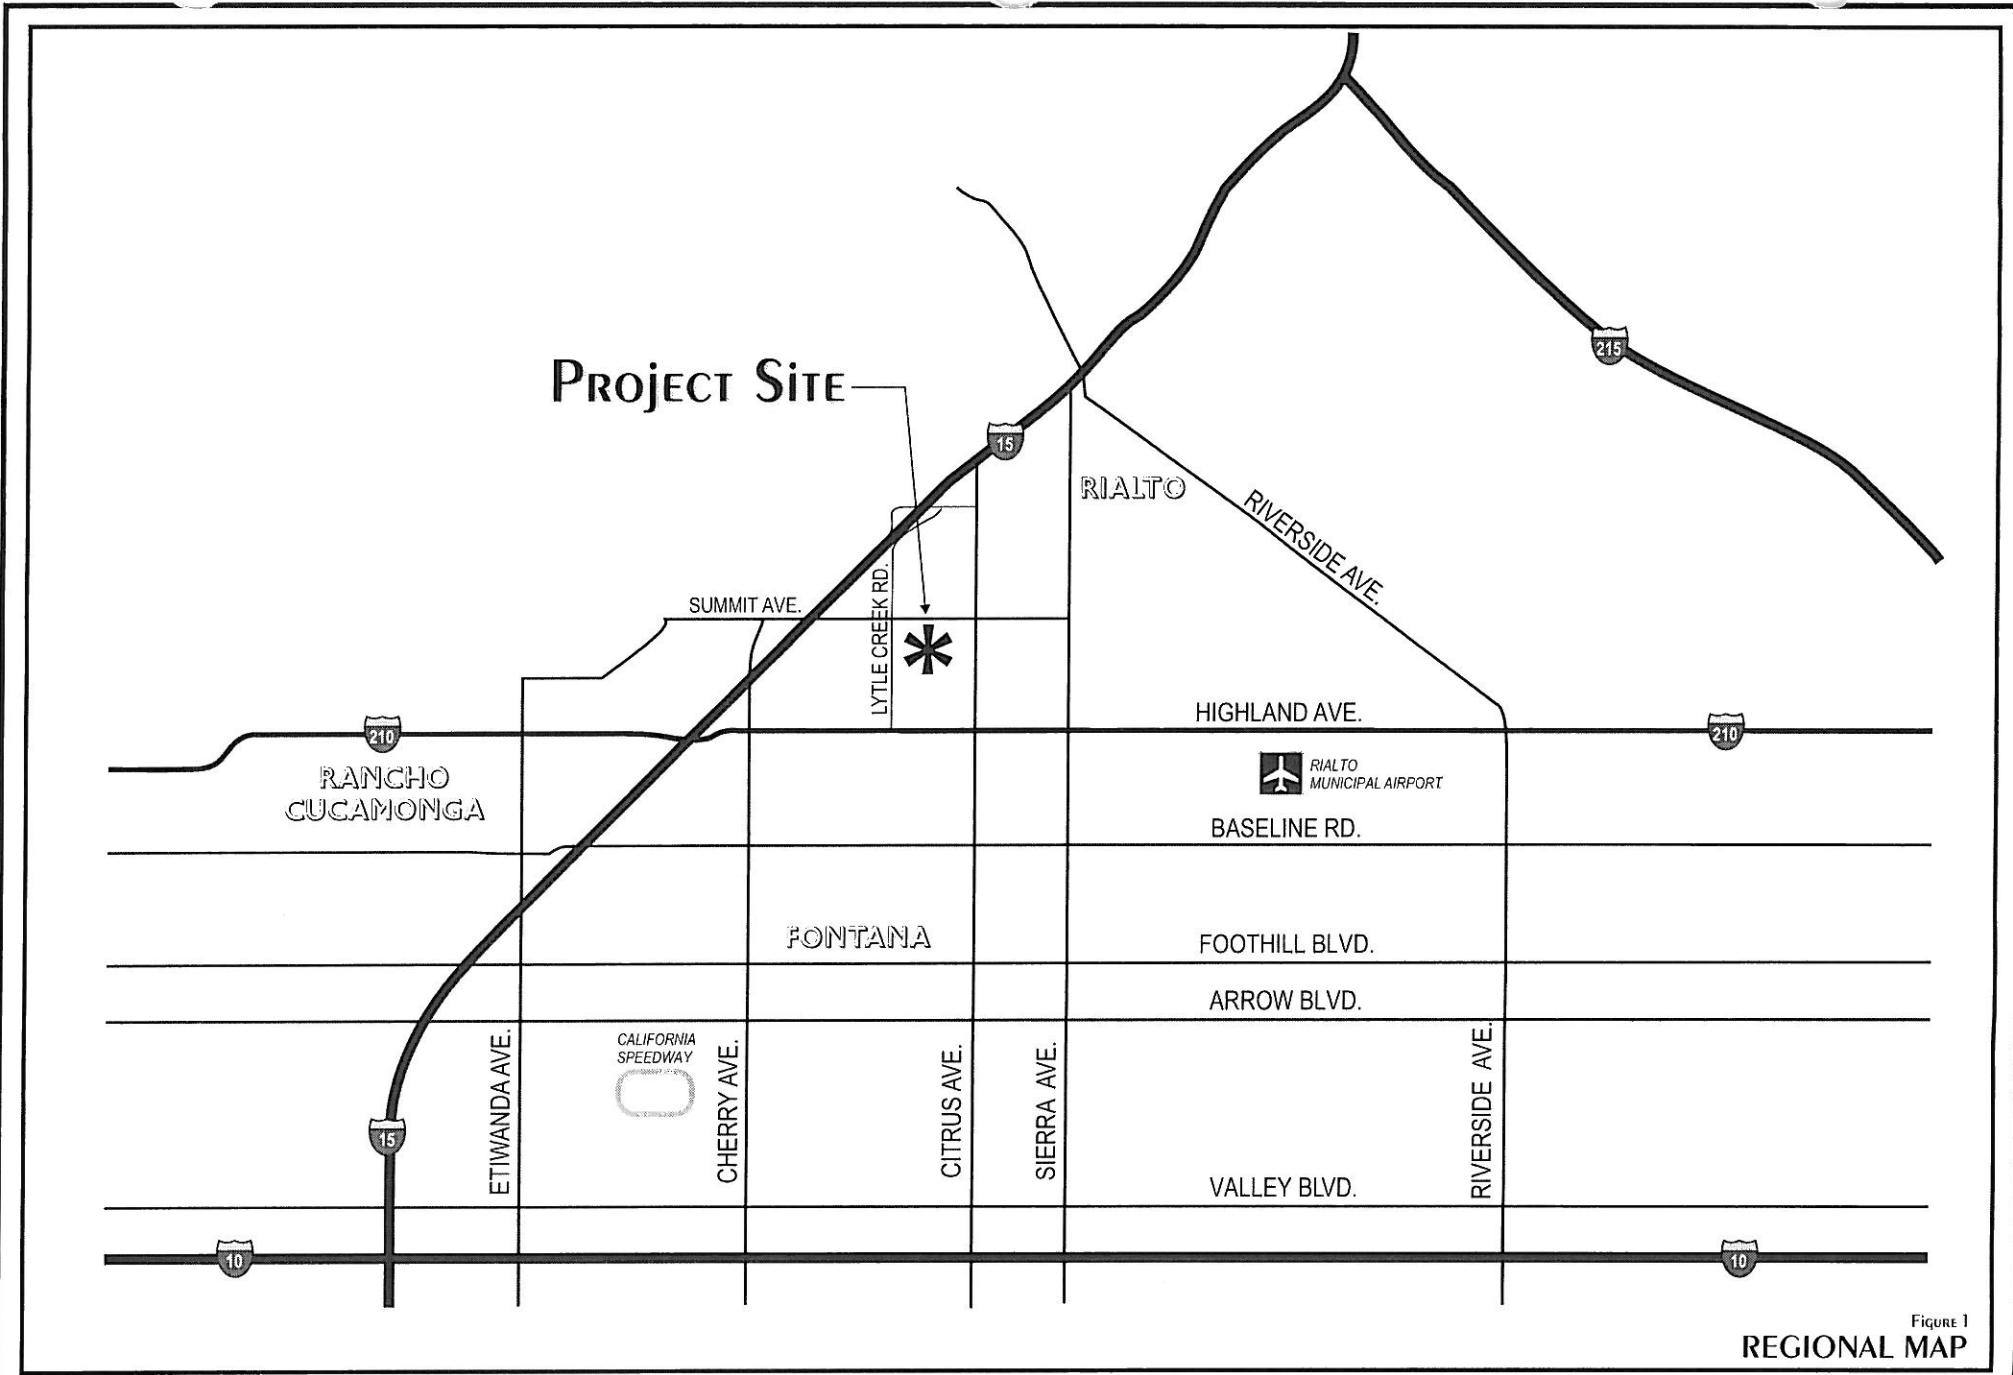 Project Site
15
215
RIALTO
RIVERSIDE AVE.
SUMMIT AVE.
LYTLE CREEK RD.
HIGHLAND AVE.
210
210
RANCHO
CUCAMONGA
RIALTO
MUNICIPAL AIRPORT
BASELINE RD.
FONTANA
FOOTHILL BLVD.
ARROW BLVD.
CALIFORNIA
SPEEDWAY
ETIWANDA AVE.
CHERRY AVE.
CITRUS AVE.
SIERRA AVE.
RIVERSIDE AVE.
15
VALLEY BLVD.
10
10
Figure 1
REGIONAL MAP